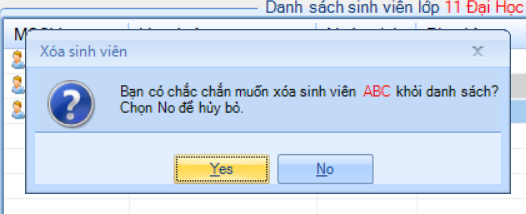 Danh sách sinh viên lớp 11 Đại Học
Xóa sinh viên
Bạn có chắc chắn muốn xóa sinh viên ABC khỏi danh sách?
Chọn No để hủy bỏ.
Yes
No